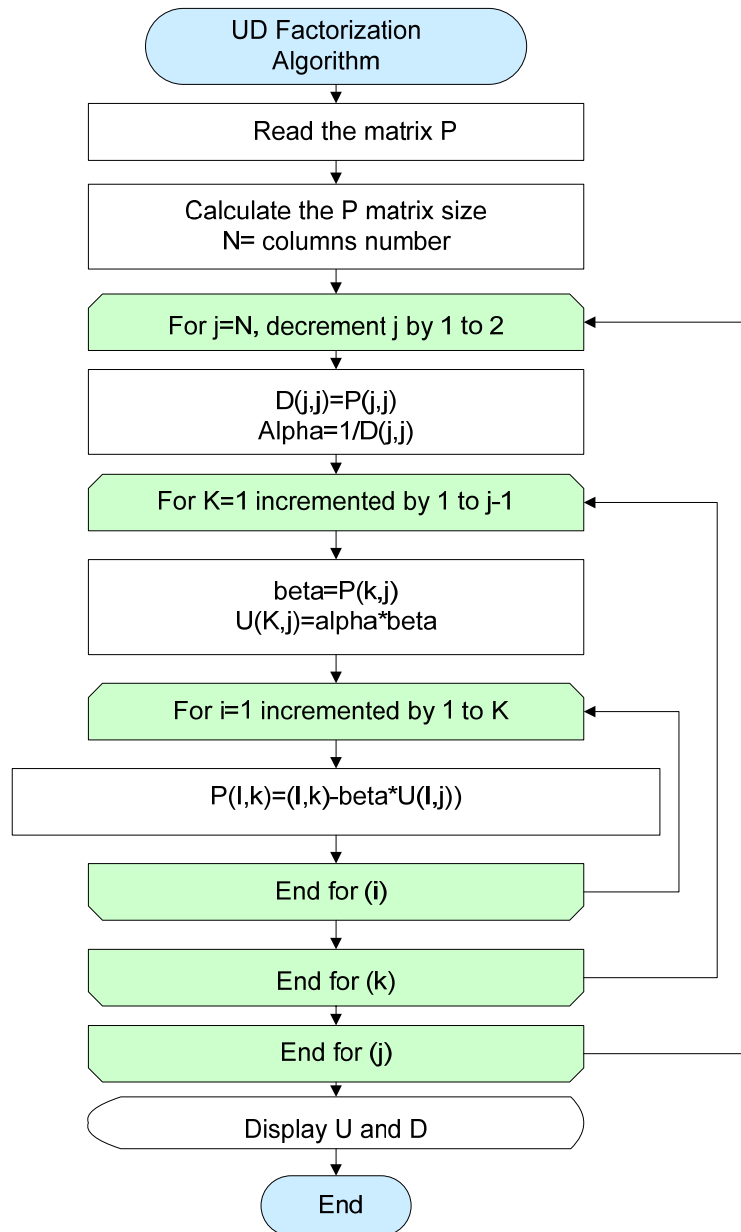 UD Factorization
Algorithm
Read the matrix P
Calculate the P matrix size
N= columns number
For j=N, decrement j by 1 to 2
D(j,j)=P(j,j)
Alpha=1/D(j,j)
For K=1 incremented by 1 to j-1
beta=P(k,j)
U(K,j)=alpha*beta
For i=1 incremented by 1 to K
P(I,k)=(I,k)-beta*U(I,j))
End for (i)
End for (k)
End for (j)
Display U and D
End